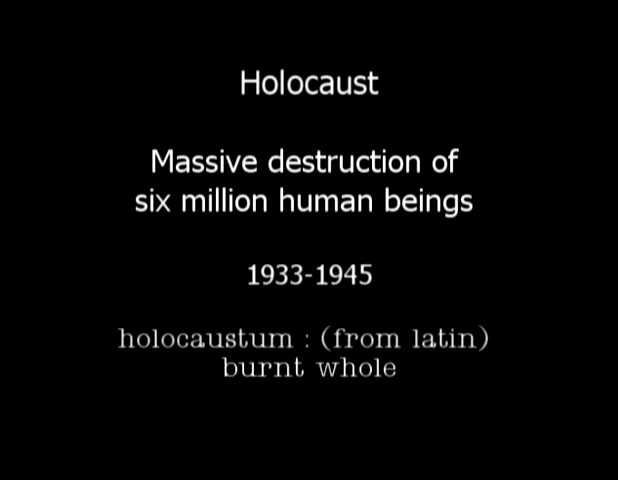 Holocaust
Massive destruction of
six million human beings
1933-1945
holocaustum : (from latin)
burnt whole